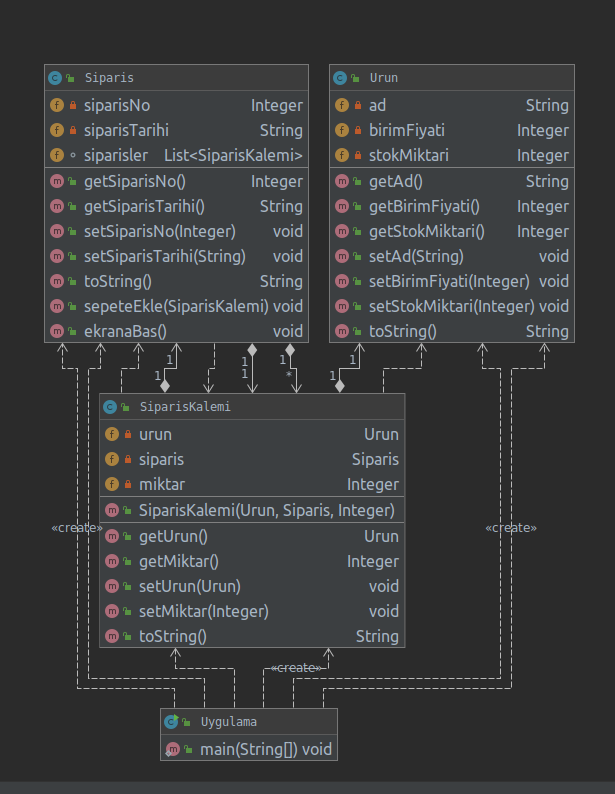 Siparis
siparisNo Integer
siparisTarihi String
siparisler List<SiparisKalemi>
getSiparisNo() Integer
getSiparisTarihi() String
setSiparisNo(Integer) void
setSiparisTarihi(String) void
toString() String
sepeteEkle(SiparisKalemi) void
ekranaBas() void
Urun
ad String
birimFiyati Integer
stokMiktari Integer
getAd() String
getBirimFiyati() Integer
getStokMiktari() Integer
setAd(String) void
setBirimFiyati(Integer) void
setStokMiktari(Integer) void
toString() String
1 1 1 1
1 1 * 1
SiparisKalemi
urun Urun
siparis Siparis
miktar Integer
SiparisKalemi(Urun, Siparis, Integer)
getUrun() Urun
getMiktar() Integer
setUrun(Urun) void
setMiktar(Integer) void
toString() String
«create»
«create»
«create»
Uygulama
main(String[]) void